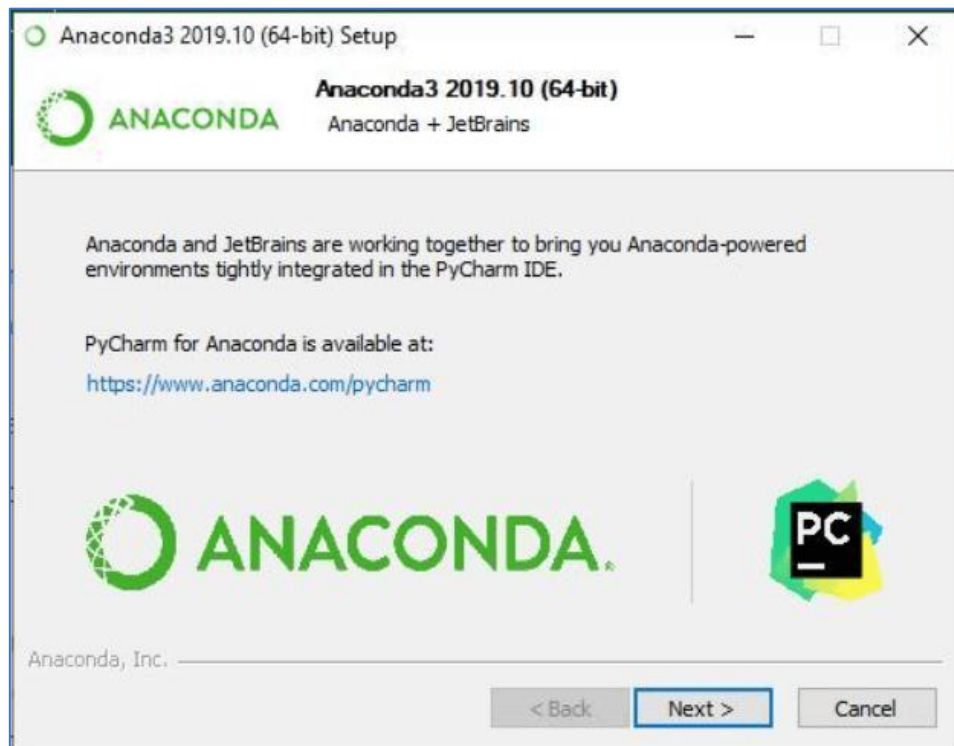 Anaconda3 2019.10 (64-bit) Setup
ANACONDA
Anaconda3 2019.10 (64-bit)
Anaconda + JetBrains
Anaconda and JetBrains are working together to bring you Anaconda-powered
environments tightly integrated in the PyCharm IDE.
PyCharm for Anaconda is available at:
https://www.anaconda.com/pycharm
ANACONDA.
PC
Anaconda, Inc.
< Back Next > Cancel